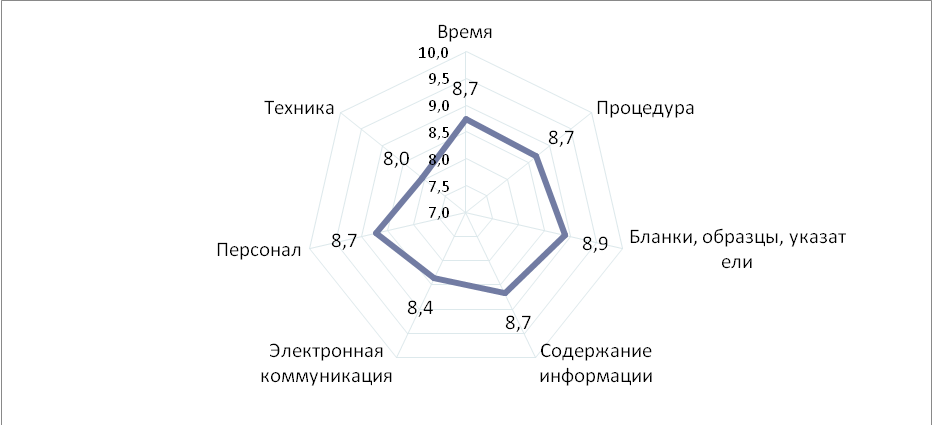 Время
10,0
9,5
8,7
9,0
Техника
Процедура
8,5
8,7
8,0
8,0
7,5
7,0
Персонал
8,7
8,9
Бланки, образцы, указат
ели
8,4
8,7
Электронная
коммуникация
Содержание
информации